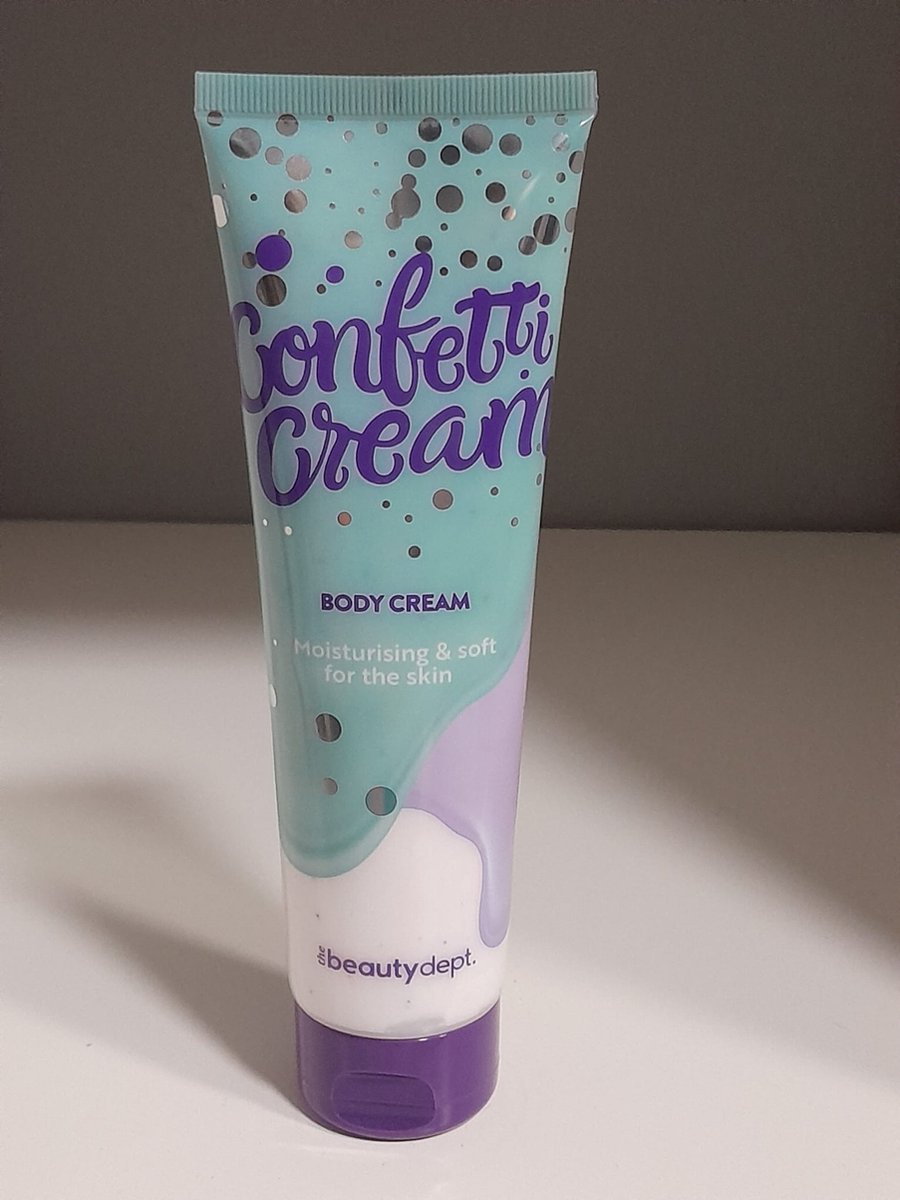 Confetti
Cream
BODY CREAM
Moisturising & soft
for the skin
the beautydept.